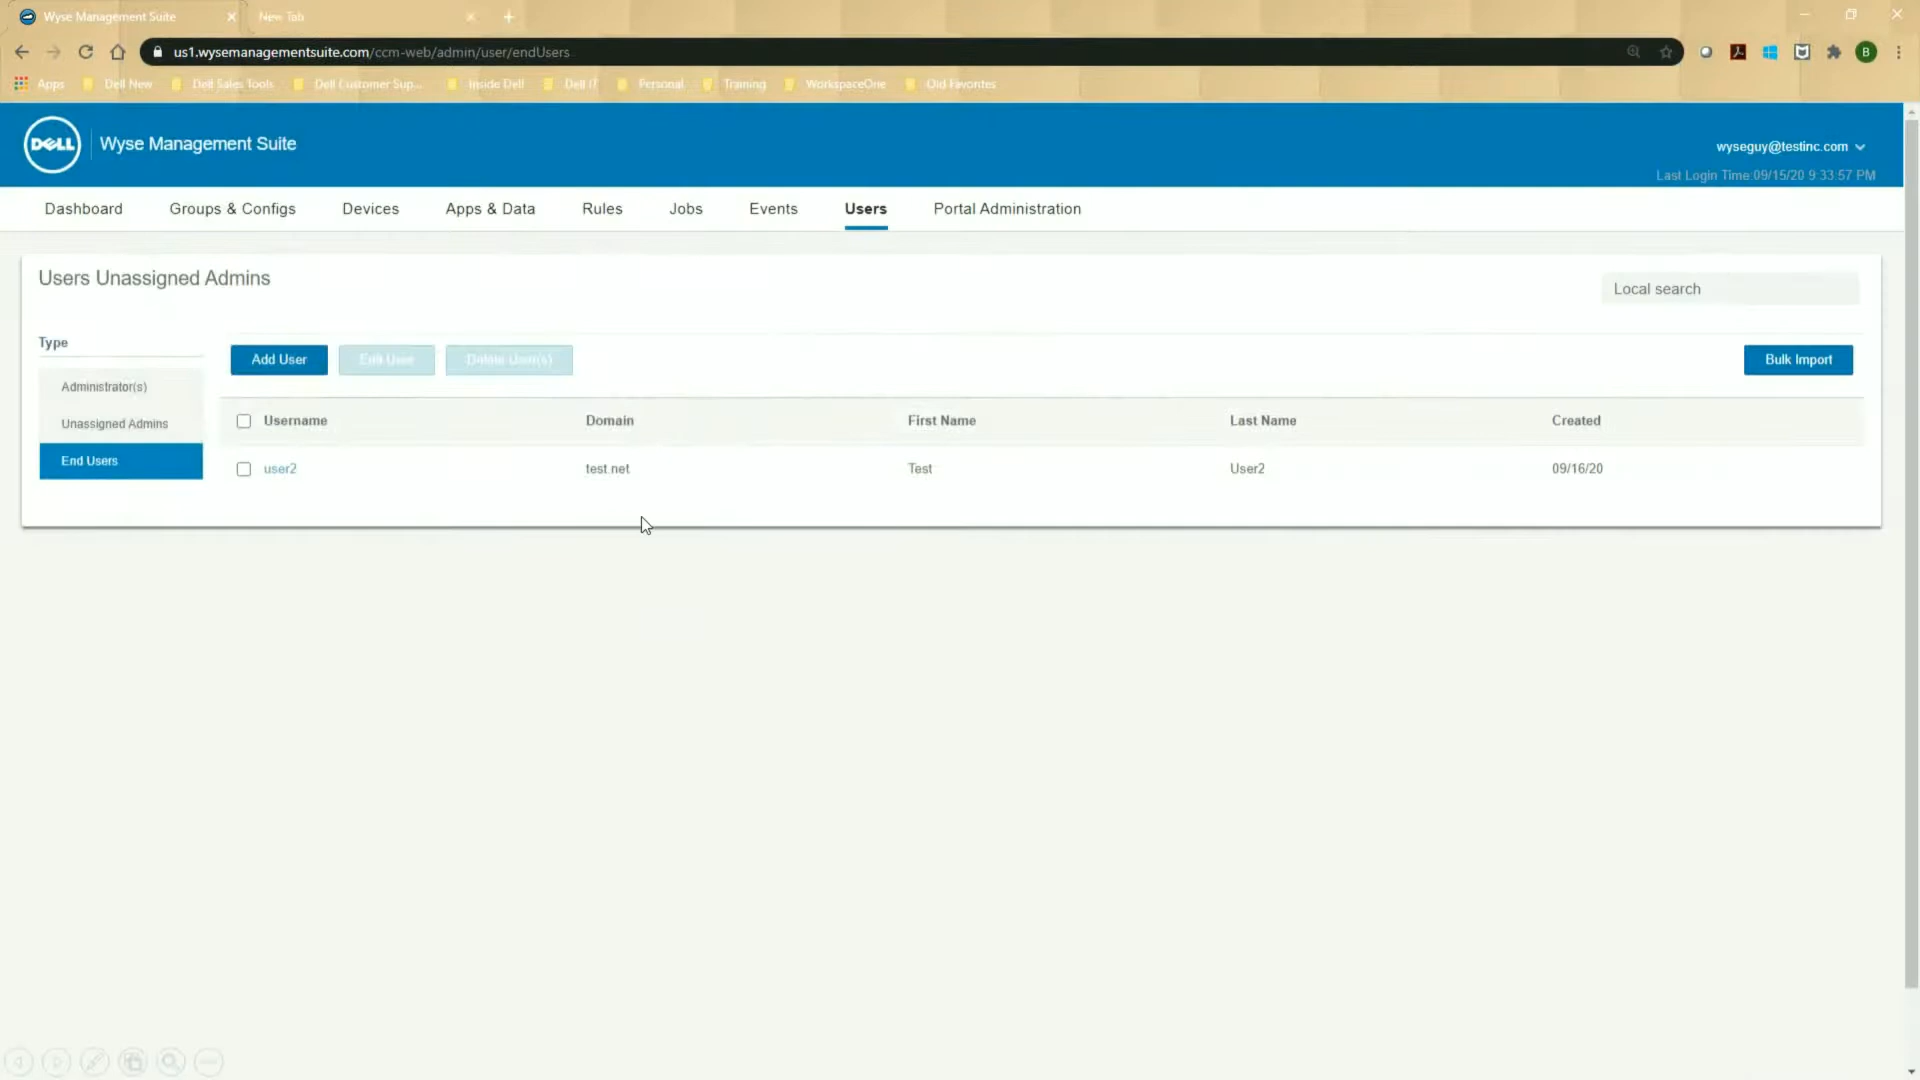 Wyse Management Suite
New Tab
us1.wysemanagementsuite.com/ccm-web/admin/user/endUsers
B
Apps
Dell New
Dell Sales Tools
Dell Customer Sup...
Inside Dell
Dell IT
Personal
Training
WorkspaceOne
Old Favorites
DELL
Wyse Management Suite
wyseguy@testinc.com
Last Login Time:09/15/20 9:33:57 PM
Dashboard
Groups & Configs
Devices
Apps & Data
Rules
Jobs
Events
Users
Portal Administration
Users Unassigned Admins
Local search
Type
Administrator(s)
Unassigned Admins
End Users
Add User
Edit User
Delete User(s)
Bulk Import
Username Domain First Name Last Name Created
user2 test.net Test User2 09/16/20